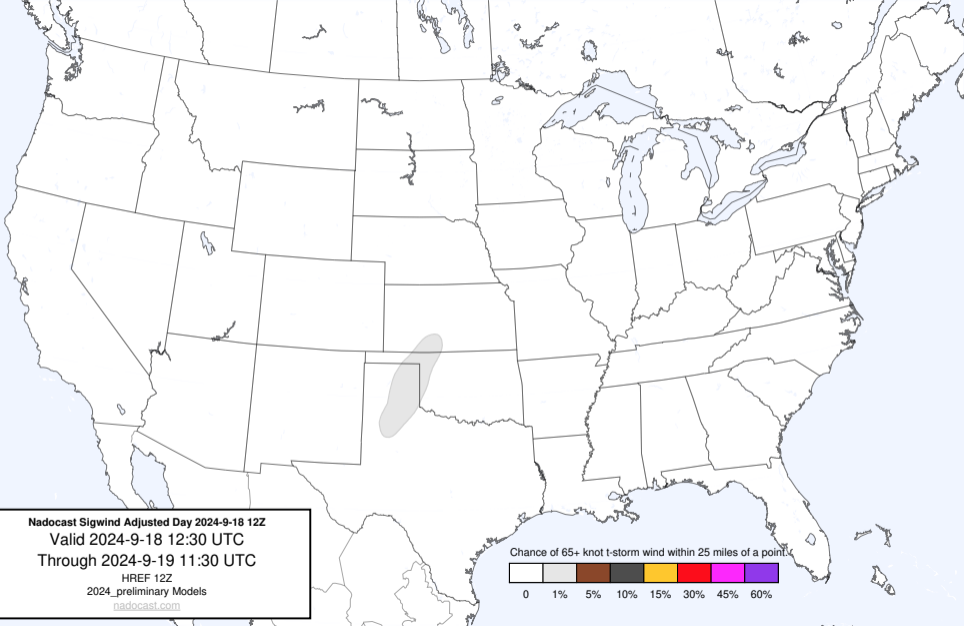 Nadocast Sigwind Adjusted Day 2024-9-18 12Z
Valid 2024-9-18 12:30 UTC
Through 2024-9-19 11:30 UTC
HREF 12Z
2024_preliminary Models
nadocast.com
Chance of 65+ knot t-storm wind within 25 miles of a point.
0 1% 5% 10% 15% 30% 45% 60%